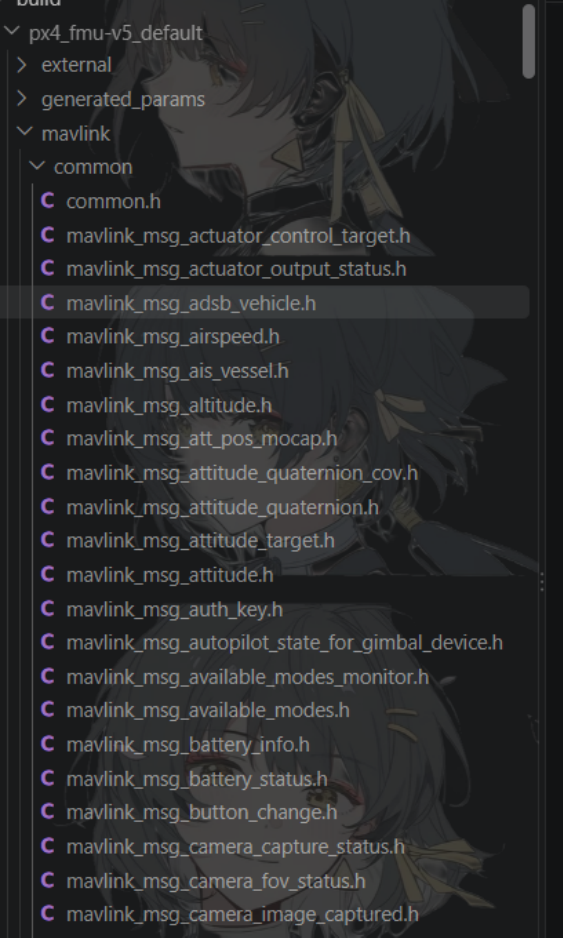 build
px4_fmu-v5_default
external
generated_params
mavlink
common
C common.h
C mavlink_msg_actuator_control_target.h
C mavlink_msg_actuator_output_status.h
C mavlink_msg_adsb_vehicle.h
C mavlink_msg_airspeed.h
C mavlink_msg_ais_vessel.h
C mavlink_msg_altitude.h
C mavlink_msg_att_pos_mocap.h
C mavlink_msg_attitude_quaternion_cov.h
C mavlink_msg_attitude_quaternion.h
C mavlink_msg_attitude_target.h
C mavlink_msg_attitude.h
C mavlink_msg_auth_key.h
C mavlink_msg_autopilot_state_for_gimbal_device.h
C mavlink_msg_available_modes_monitor.h
C mavlink_msg_available_modes.h
C mavlink_msg_battery_info.h
C mavlink_msg_battery_status.h
C mavlink_msg_button_change.h
C mavlink_msg_camera_capture_status.h
C mavlink_msg_camera_fov_status.h
C mavlink_msg_camera_image_captured.h